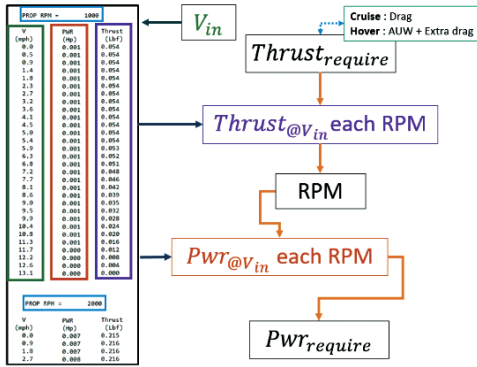 PROP RPM = 1000
V PWR Thrust
(mph) (Hp) (Lbf)
0.0 0.001 0.054
0.5 0.001 0.054
0.9 0.001 0.054
1.4 0.001 0.054
1.8 0.001 0.054
2.3 0.001 0.054
2.7 0.001 0.054
3.2 0.001 0.054
3.6 0.001 0.054
4.1 0.001 0.054
4.5 0.001 0.054
5.0 0.001 0.054
5.4 0.001 0.053
5.9 0.001 0.053
6.3 0.001 0.052
6.8 0.001 0.051
7.2 0.001 0.048
7.7 0.001 0.046
8.1 0.001 0.042
8.6 0.001 0.039
9.0 0.001 0.035
9.5 0.001 0.032
9.9 0.001 0.028
10.4 0.001 0.024
10.8 0.001 0.020
11.3 0.001 0.016
11.7 0.000 0.012
12.2 0.000 0.008
12.6 0.000 0.004
13.1 0.000 0.000
PROP RPM = 2000
V PWR Thrust
(mph) (Hp) (Lbf)
0.0 0.007 0.215
0.9 0.007 0.216
1.8 0.007 0.216
2.7 0.008 0.216
V_in
Cruise : Drag
Hover : AUW + Extra drag
Thrust_require
Thrust_@V_in each RPM
RPM
Pwr_@V_in each RPM
Pwr_require